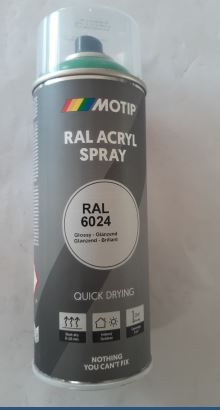 MOTIP
RAL ACRYL
SPRAY
RAL
6024
Glossy - Glänzend
Glanzend - Brillant
QUICK DRYING
NOTHING
YOU CAN'T FIX